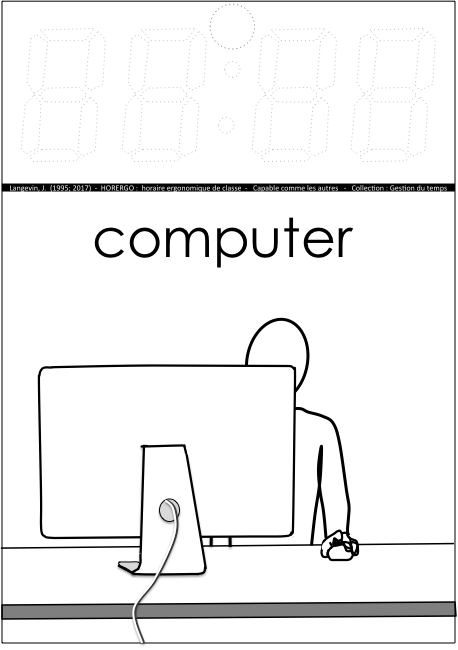 Langevin, J. (1995; 2017) - HORERGO : horaire ergonomique de classe - Capable comme les autres - Collection : Gestion du temps
computer